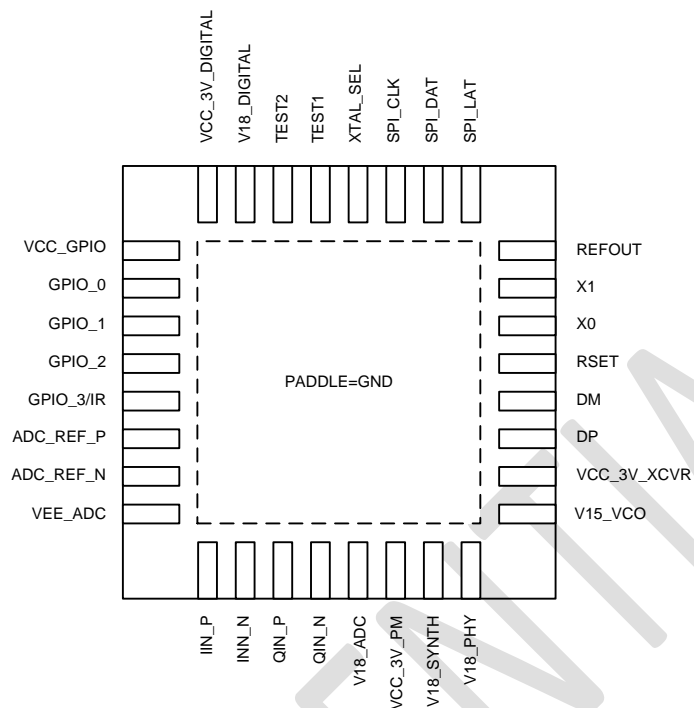 VCC_3V_DIGITAL
V18_DIGITAL
TEST2
TEST1
XTAL_SEL
SPI_CLK
SPI_DAT
SPI_LAT
VCC_GPIO
GPIO_0
GPIO_1
GPIO_2
GPIO_3/IR
ADC_REF_P
ADC_REF_N
VEE_ADC
PADDLE=GND
REFOUT
X1
X0
RSET
DM
DP
VCC_3V_XCVR
V15_VCO
IIN_P
INN_N
QIN_P
QIN_N
V18_ADC
VCC_3V_PM
V18_SYNTH
V18_PHY
ENTIA